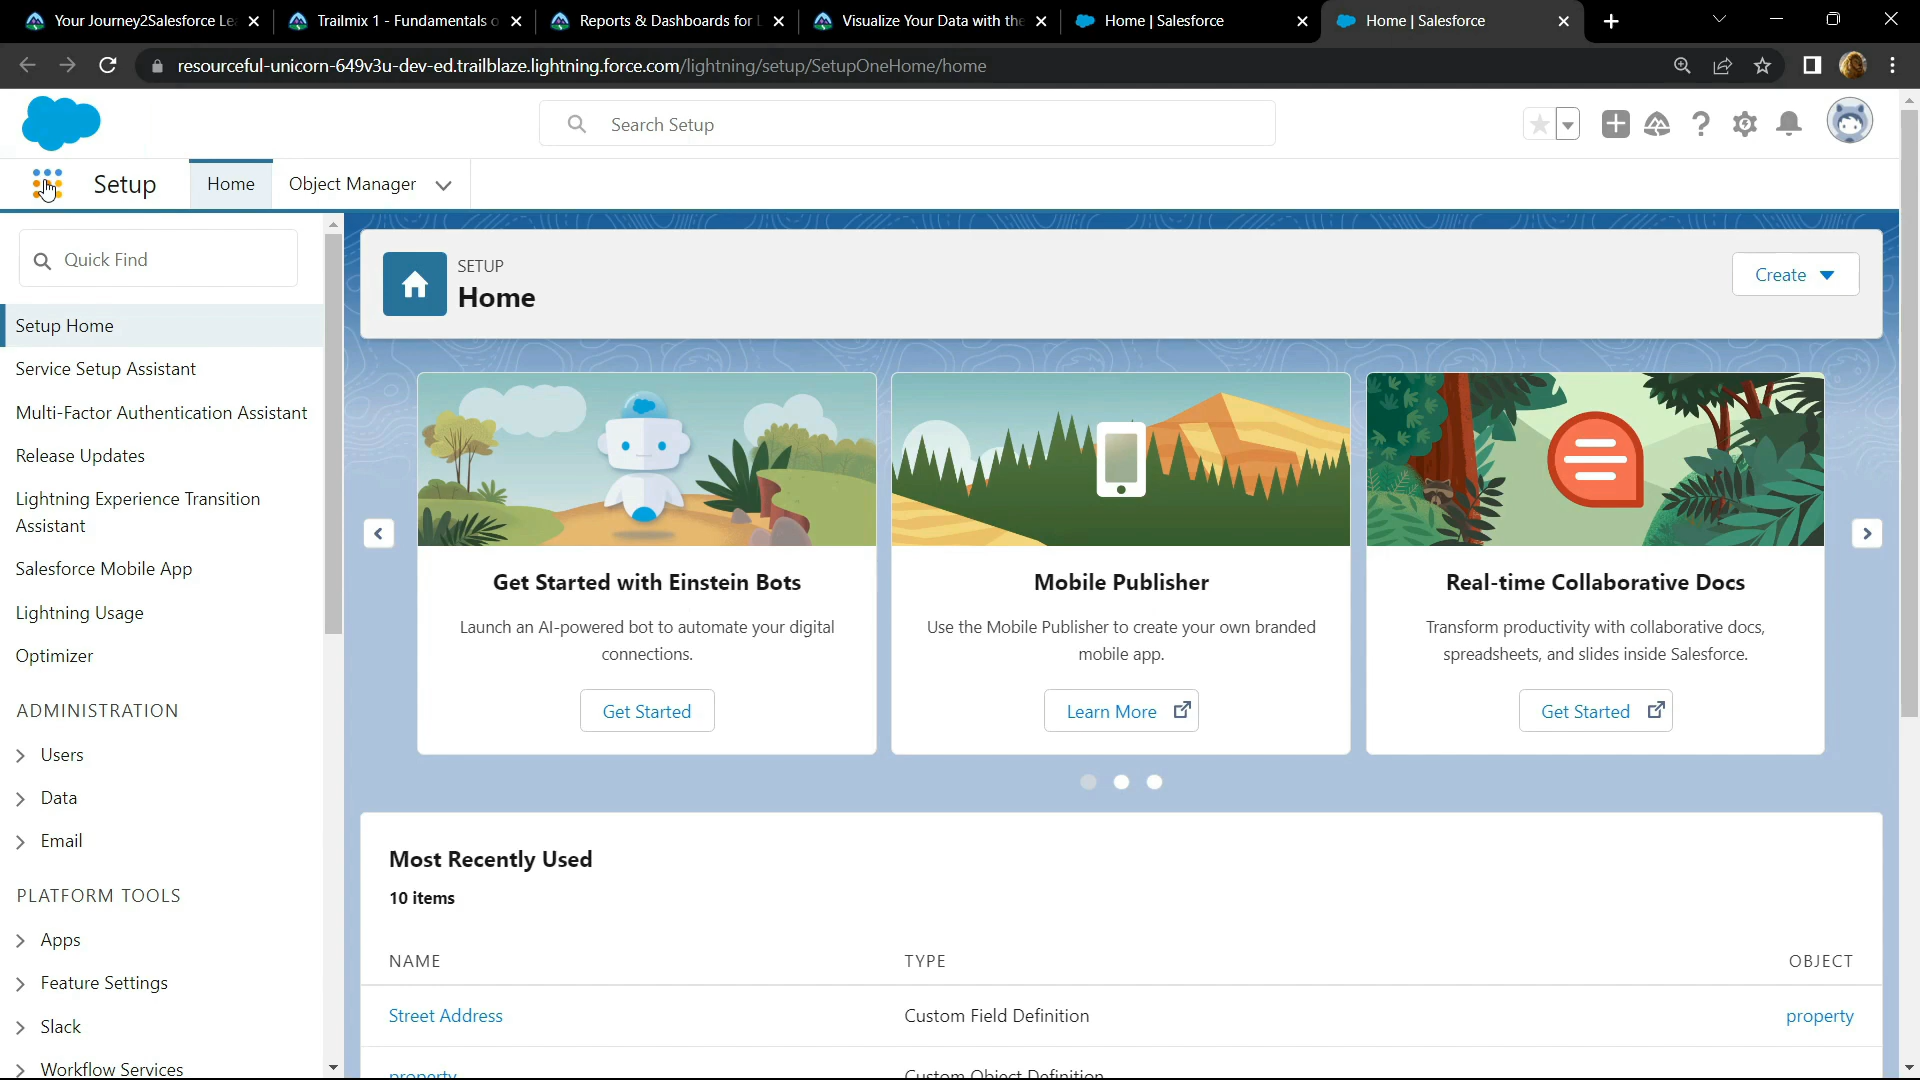 Your Journey2Salesforce Le
Trailmix 1 - Fundamentals o
Reports & Dashboards for L
Visualize Your Data with the
Home | Salesforce
Home | Salesforce
resourceful-unicorn-649v3u-dev-ed.trailblaze.lightning.force.com/lightning/setup/SetupOneHome/home
Search Setup
Setup
Home
Object Manager
Quick Find
Setup Home
Service Setup Assistant
Multi-Factor Authentication Assistant
Release Updates
Lightning Experience Transition
Assistant
Salesforce Mobile App
Lightning Usage
Optimizer
ADMINISTRATION
Users
Data
Email
PLATFORM TOOLS
Apps
Feature Settings
Slack
Workflow Services
SETUP
Home
Create
Get Started with Einstein Bots
Launch an AI-powered bot to automate your digital
connections.
Get Started
Mobile Publisher
Use the Mobile Publisher to create your own branded
mobile app.
Learn More
Real-time Collaborative Docs
Transform productivity with collaborative docs,
spreadsheets, and slides inside Salesforce.
Get Started
Most Recently Used
10 items
NAME TYPE OBJECT
Street Address Custom Field Definition property
property Custom Object Definition